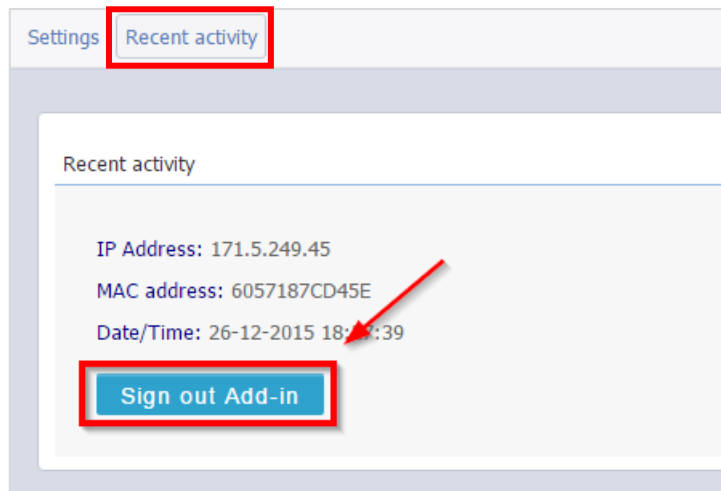 Settings Recent activity
Recent activity
IP Address: 171.5.249.45
MAC address: 6057187CD45E
Date/Time: 26-12-2015
Sign out Add-in